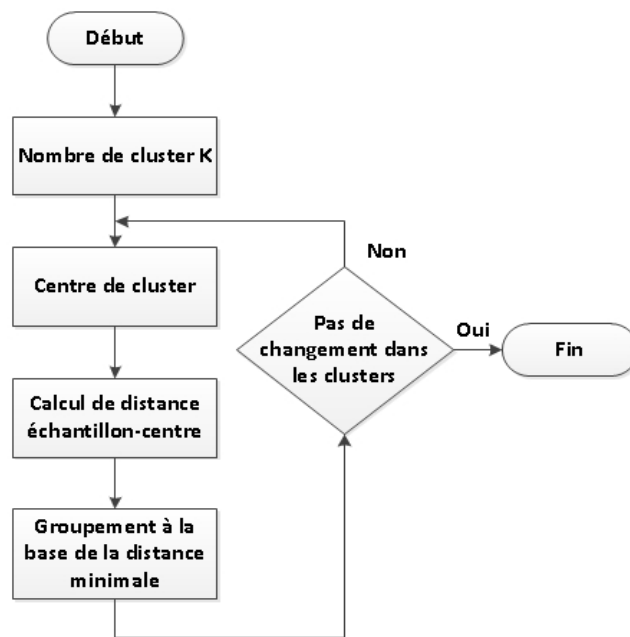 Début
Nombre de cluster K
Centre de cluster
Calcul de distance
échantillon-centre
Groupement à la
base de la distance
minimale
Non
Pas de
changement dans
les clusters
Oui
Fin